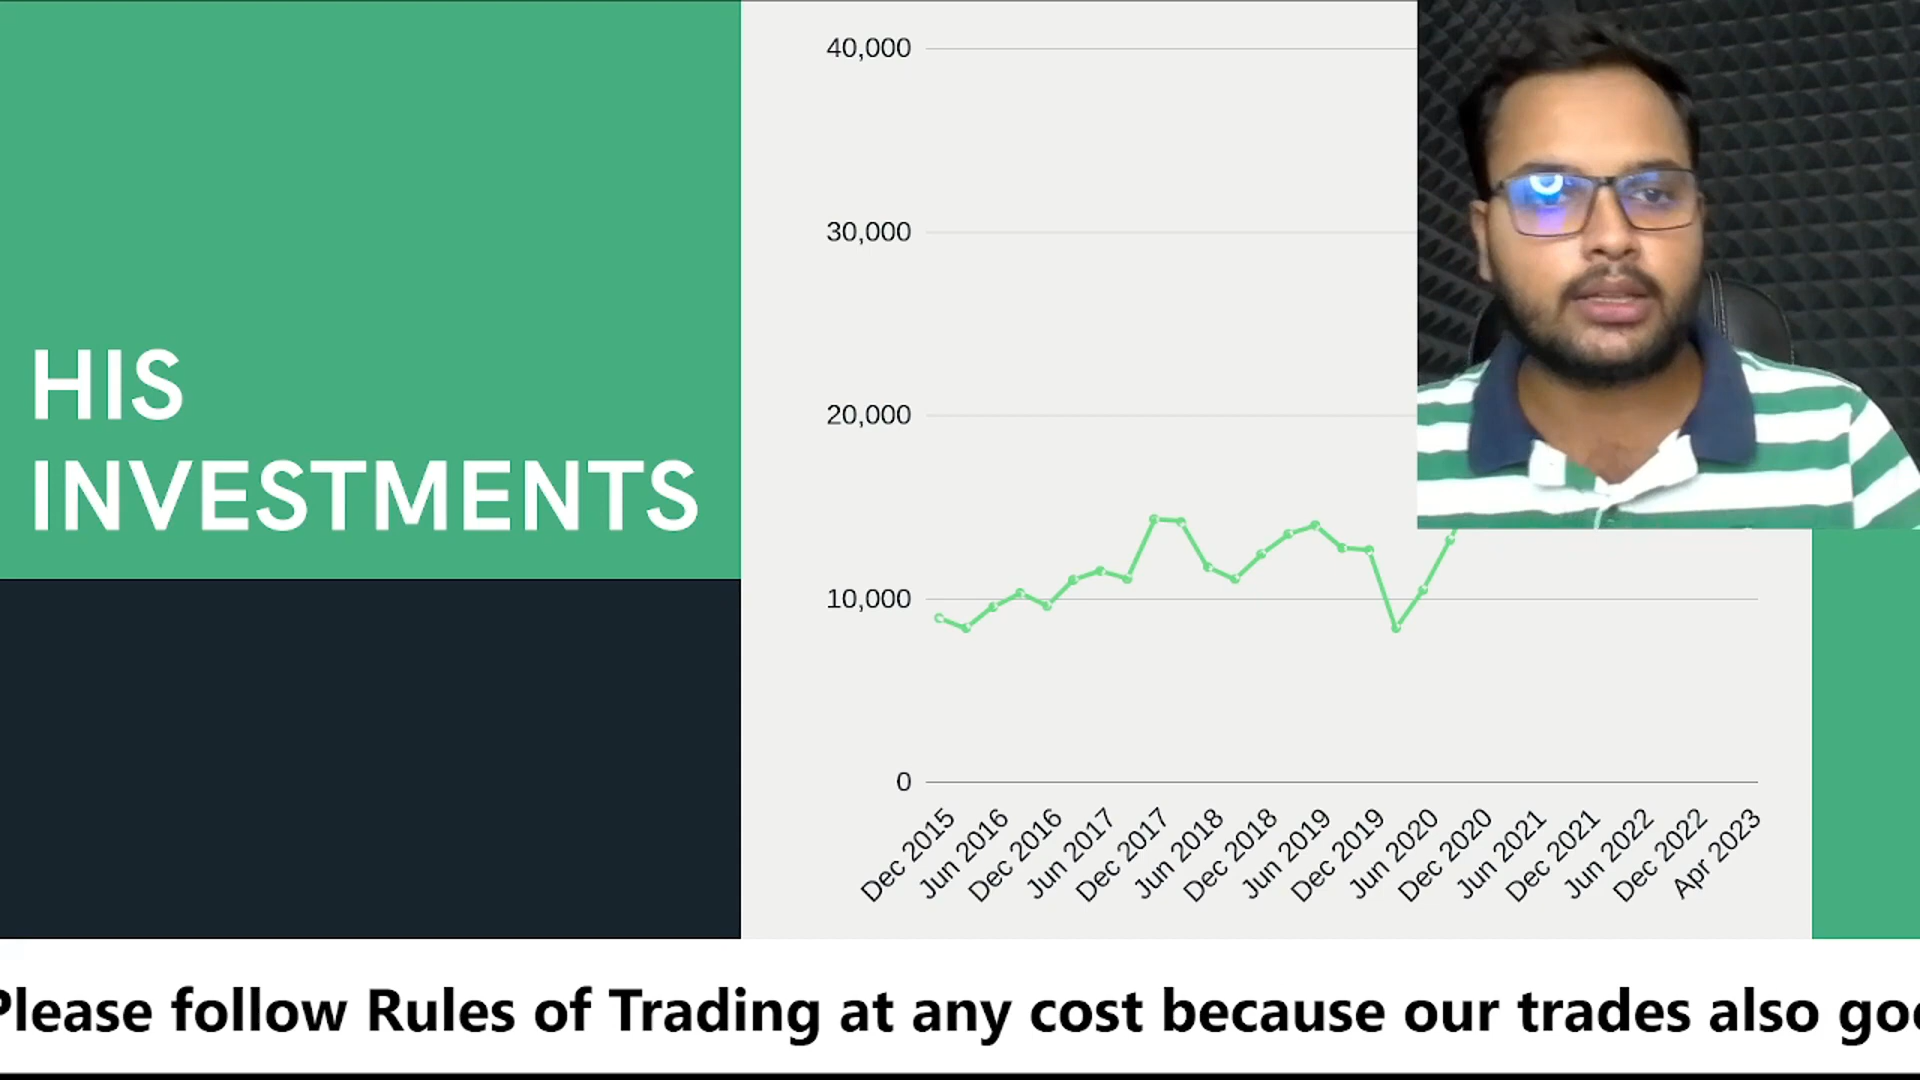 HIS
INVESTMENTS
40,000
30,000
20,000
10,000
0
Dec 2015
Jun 2016
Dec 2016
Jun 2017
Dec 2017
Jun 2018
Dec 2018
Jun 2019
Dec 2019
Jun 2020
Dec 2020
Jun 2021
Dec 2021
Jun 2022
Dec 2022
Apr 2023
Please follow Rules of Trading at any cost because our trades also